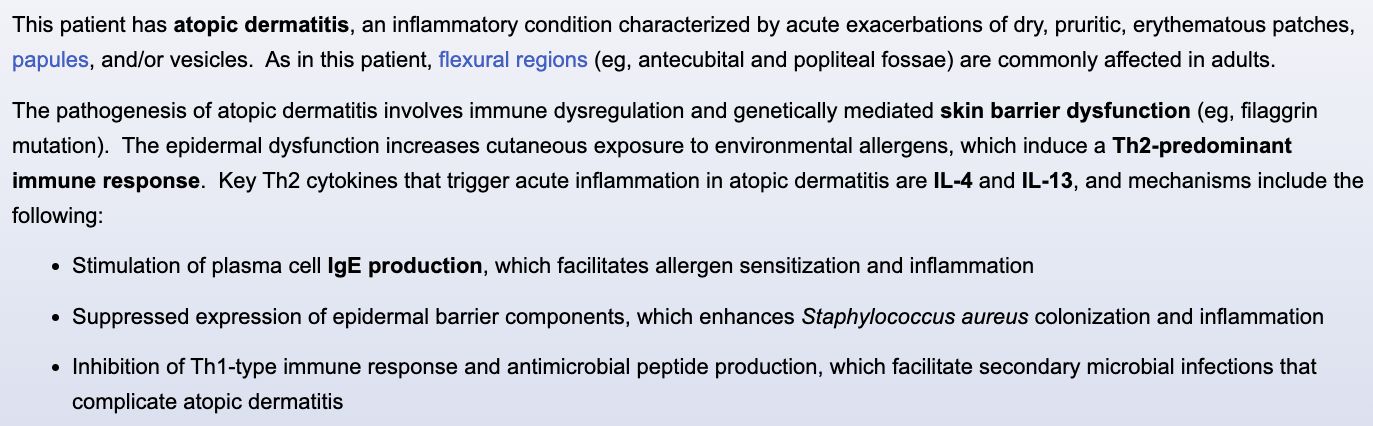 This patient has atopic dermatitis, an inflammatory condition characterized by acute exacerbations of dry, pruritic, erythematous patches,
papules, and/or vesicles.  As in this patient, flexural regions (eg, antecubital and popliteal fossae) are commonly affected in adults.
The pathogenesis of atopic dermatitis involves immune dysregulation and genetically mediated skin barrier dysfunction (eg, filaggrin
mutation).  The epidermal dysfunction increases cutaneous exposure to environmental allergens, which induce a Th2-predominant
immune response.  Key Th2 cytokines that trigger acute inflammation in atopic dermatitis are IL-4 and IL-13, and mechanisms include the
following:
• Stimulation of plasma cell IgE production, which facilitates allergen sensitization and inflammation
• Suppressed expression of epidermal barrier components, which enhances Staphylococcus aureus colonization and inflammation
• Inhibition of Th1-type immune response and antimicrobial peptide production, which facilitate secondary microbial infections that
complicate atopic dermatitis